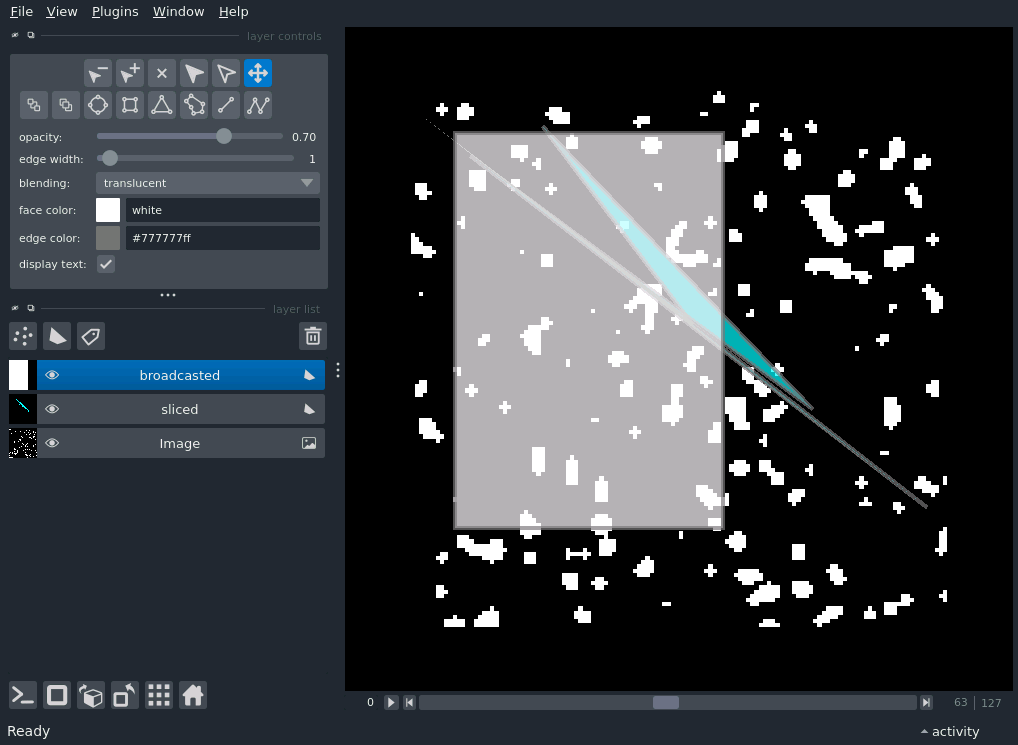 File View Plugins Window Help
layer controls
opacity: 0.70
edge width: 1
blending: translucent
face color: white
edge color: #777777ff
display text:
layer list
broadcasted
sliced
Image
0 63 127
Ready activity